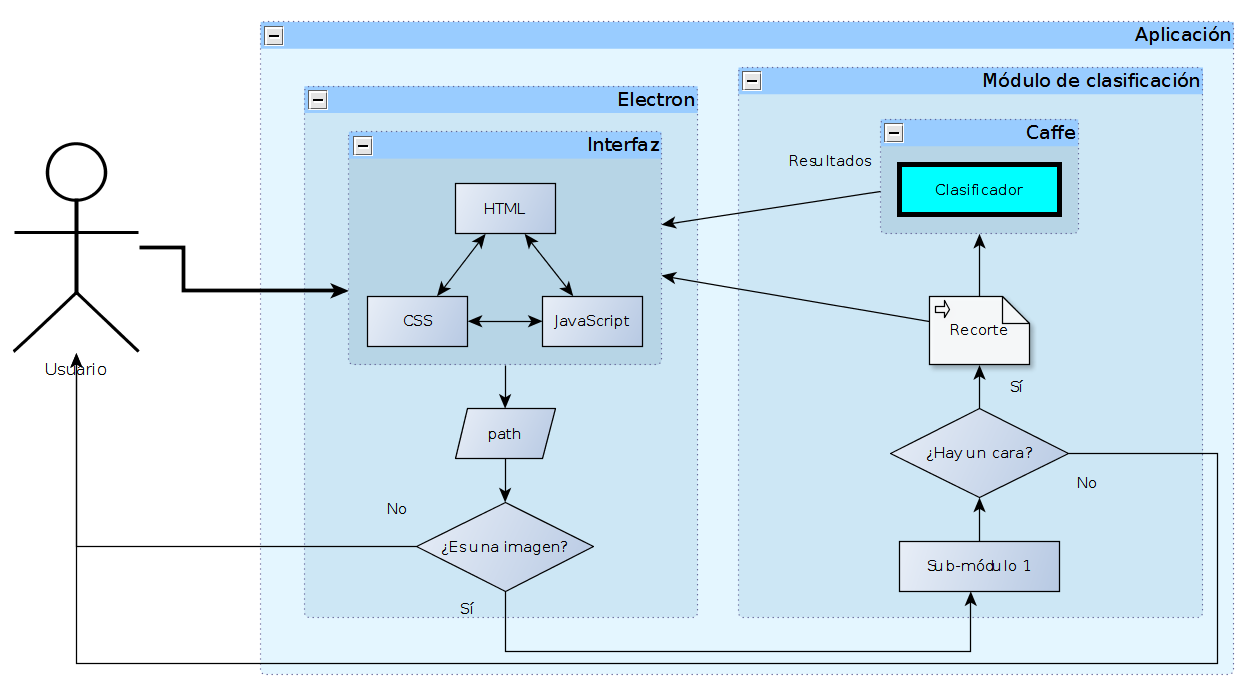 Aplicación
Módulo de clasificación
Electron
Caffe
Interfaz
Resultados
Clasificador
HTML
CSS
JavaScript
Recorte
Usuario
Sí
path
¿Hay un cara?
No
No
¿Es una imagen?
Sub-módulo 1
Sí